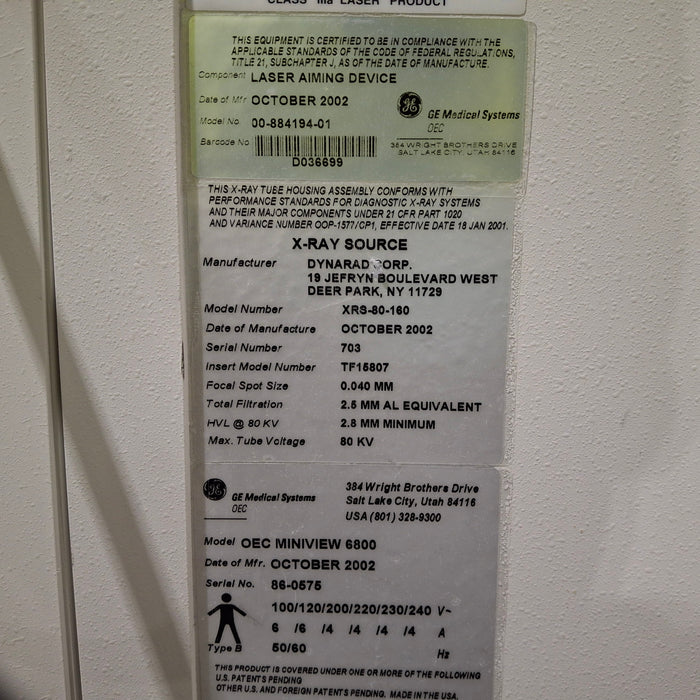 CLASS IIIa LASER PRODUCT
THIS EQUIPMENT IS CERTIFIED TO BE IN COMPLIANCE WITH THE
APPLICABLE STANDARDS OF THE CODE OF FEDERAL REGULATIONS,
TITLE 21, SUBCHAPTER J, AS OF THE DATE OF MANUFACTURE.
Component LASER AIMING DEVICE
Date of Mfr OCTOBER 2002
Model No. 00-884194-01
Barcode No
D036699
GE Medical Systems
OEC
384 WRIGHT BROTHERS DRIVE
SALT LAKE CITY, UTAH 84116
THIS X-RAY TUBE HOUSING ASSEMBLY CONFORMS WITH
PERFORMANCE STANDARDS FOR DIAGNOSTIC X-RAY SYSTEMS
AND THEIR MAJOR COMPONENTS UNDER 21 CFR PART 1020
AND VARIANCE NUMBER OOP-1577/CP1, EFFECTIVE DATE 18 JAN 2001.
X-RAY SOURCE
Manufacturer DYNARAD CORP.
19 JEFRYN BOULEVARD WEST
DEER PARK, NY 11729
Model Number XRS-80-160
Date of Manufacture OCTOBER 2002
Serial Number 703
Insert Model Number TF15807
Focal Spot Size 0.040 MM
Total Filtration 2.5 MM AL EQUIVALENT
HVL @ 80 KV 2.8 MM MINIMUM
Max. Tube Voltage 80 KV
GE Medical Systems
OEC
384 Wright Brothers Drive
Salt Lake City, Utah 84116
USA (801) 328-9300
Model OEC MINIVIEW 6800
Date of Mfr. OCTOBER 2002
Serial No. 86-0575
100/120/200/220/230/240 V~
6 /6 /4 /4 /4 /4 A
Type B 50/60 Hz
THIS PRODUCT IS COVERED UNDER ONE OR MORE OF THE FOLLOWING
U.S. PATENTS PENDING
OTHER U.S. AND FOREIGN PATENTS PENDING. MADE IN THE USA.